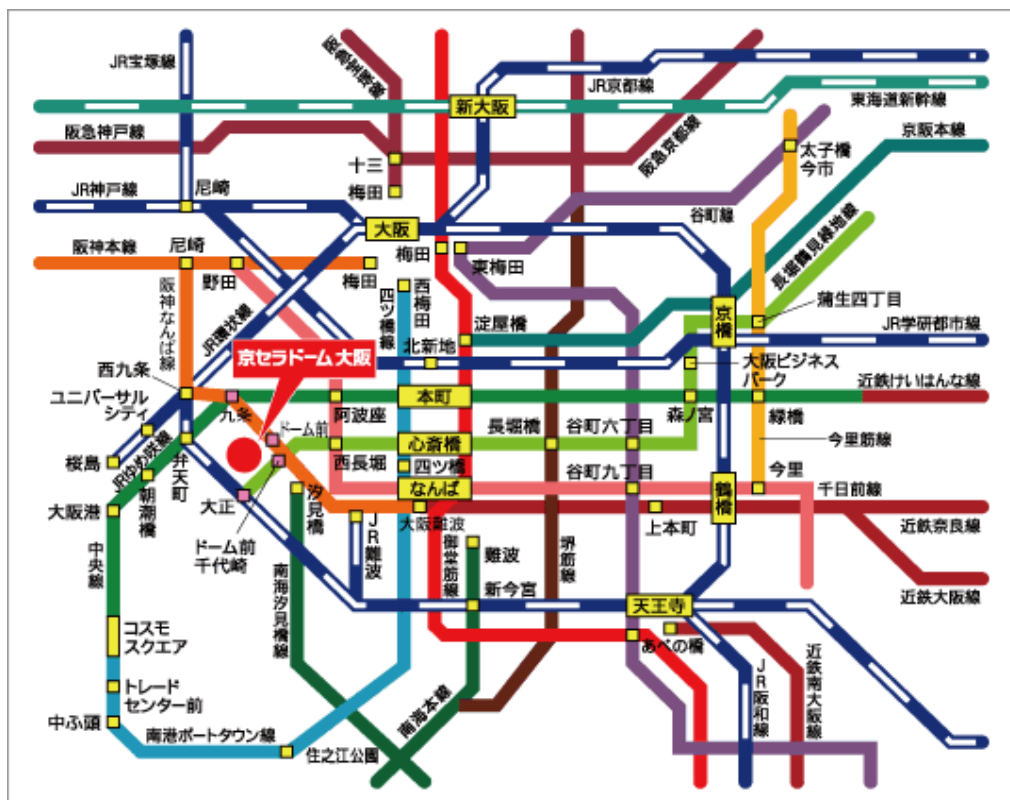 JR宝塚線
阪急宝塚線
JR京都線
新大阪
東海道新幹線
阪急神戸線
阪急京都線
京阪本線
十三
太子橋
今市
JR神戸線
尼崎
梅田
谷町線
大阪
長堀鶴見緑地線
阪神本線
尼崎
野田
梅田
梅田
東梅田
西梅田
四ツ橋線
阪神なんば線
JR環状線
京橋
蒲生四丁目
淀屋橋
JR学研都市線
京セラドーム 大阪
北新地
大阪ビジネス
パーク
西九条
ユニバーサル
シティ
九条
阿波座
本町
森ノ宮
緑橋
近鉄けいはんな線
JRゆめ咲線
弁天町
ドーム前
西長堀
心斎橋
長堀橋
谷町六丁目
今里筋線
桜島
朝潮橋
四ツ橋
なんば
谷町九丁目
鶴橋
今里
千日前線
大阪港
大正
汐見橋
JR難波
大阪難波
上本町
近鉄奈良線
ドーム前
千代崎
中央線
南海汐見橋線
御堂筋線
難波
堺筋線
近鉄大阪線
新今宮
天王寺
コスモ
スクエア
あべの橋
トレード
センター前
JR阪和線
近鉄南大阪線
中ふ頭
南港ポートタウン線
住之江公園
南海本線